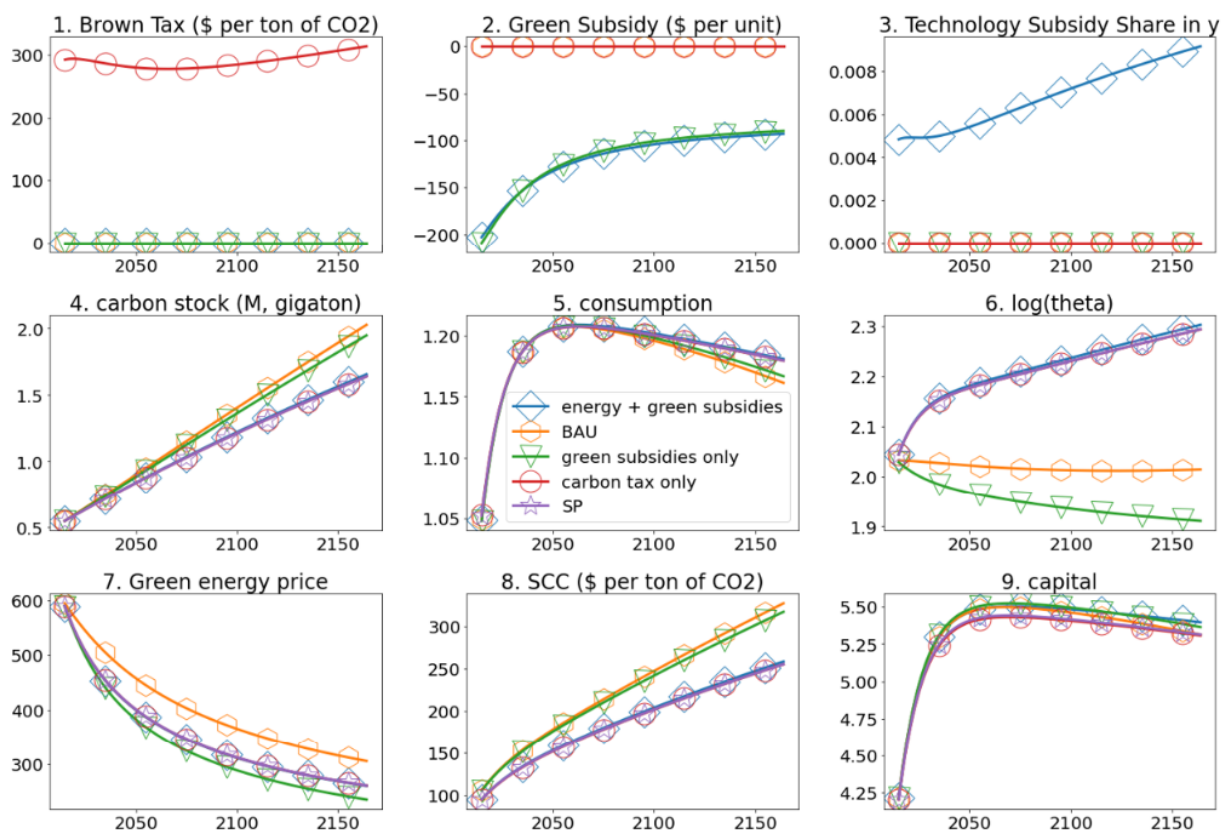 1. Brown Tax ($ per ton of CO2)
2. Green Subsidy ($ per unit)
3. Technology Subsidy Share in y
300
200
100
0
2050 2100 2150
0
−50
−100
−150
−200
2050 2100 2150
0.008
0.006
0.004
0.002
0.000
2050 2100 2150
4. carbon stock (M, gigaton)
5. consumption
6. log(theta)
2.0
1.5
1.0
0.5
2050 2100 2150
1.20
1.15
1.10
1.05
energy + green subsidies
BAU
green subsidies only
carbon tax only
SP
2050 2100 2150
2.3
2.2
2.1
2.0
1.9
2050 2100 2150
7. Green energy price
8. SCC ($ per ton of CO2)
9. capital
600
500
400
300
2050 2100 2150
300
250
200
150
100
2050 2100 2150
5.50
5.25
5.00
4.75
4.50
4.25
2050 2100 2150